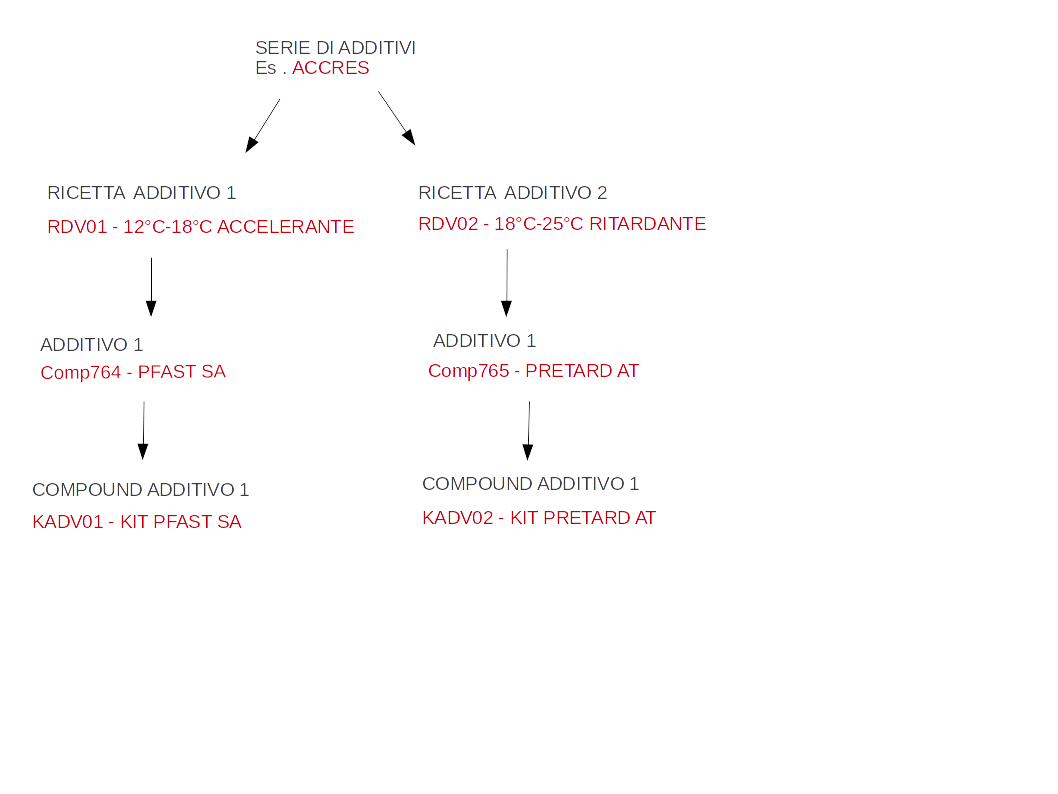 SERIE DI ADDITIVI
Es . ACCRES
RICETTA  ADDITIVO 1
RDV01 - 12°C-18°C ACCELERANTE
RICETTA  ADDITIVO 2
RDV02 - 18°C-25°C RITARDANTE
ADDITIVO 1
Comp764 - PFAST SA
ADDITIVO 1
Comp765 - PRETARD AT
COMPOUND ADDITIVO 1
KADV01 - KIT PFAST SA
COMPOUND ADDITIVO 1
KADV02 - KIT PRETARD AT